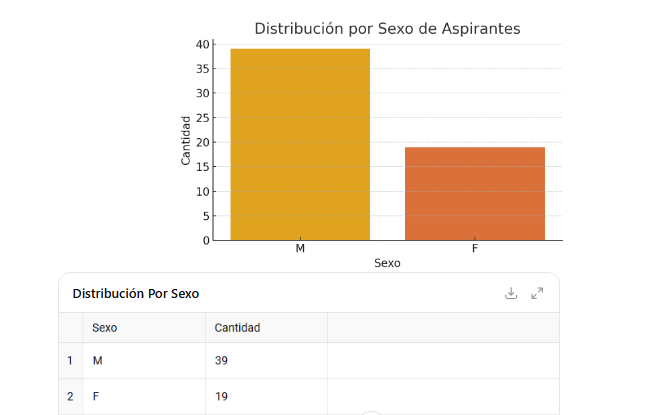 Distribución por Sexo de Aspirantes
40
35
30
25
20
15
10
5
0
Cantidad
M F
Sexo
Distribución Por Sexo
Sexo Cantidad
1 M 39
2 F 19